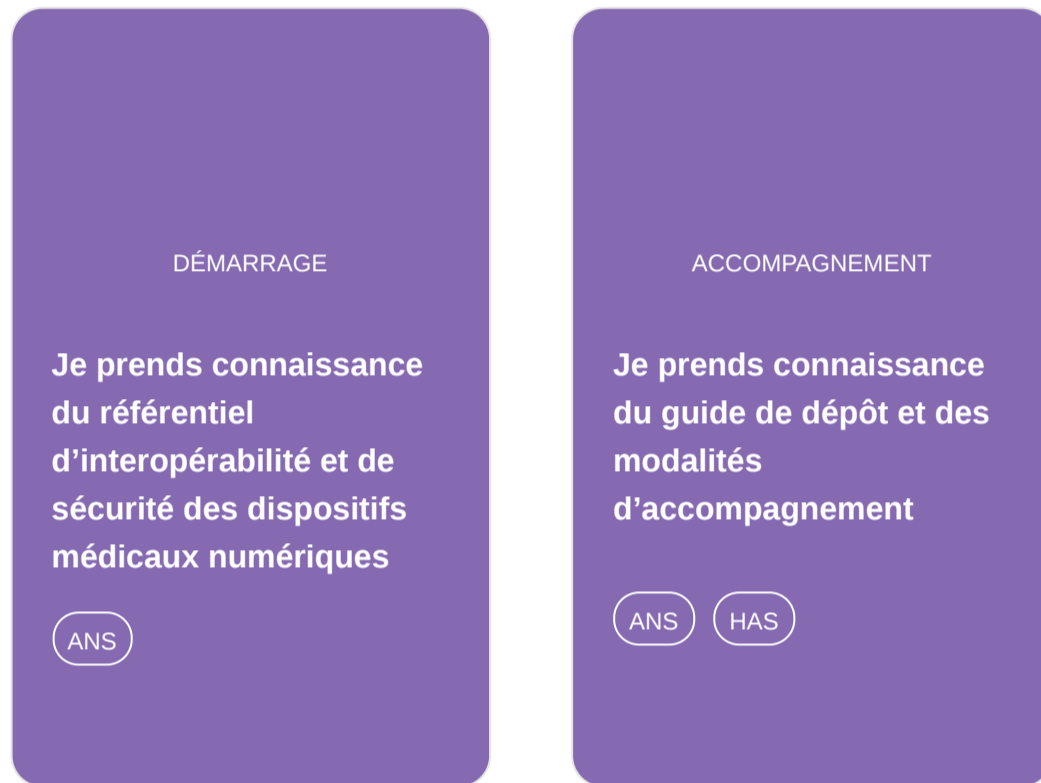 DÉMARRAGE
Je prends connaissance
du référentiel
d’interopérabilité et de
sécurité des dispositifs
médicaux numériques
ANS
ACCOMPAGNEMENT
Je prends connaissance
du guide de dépôt et des
modalités
d’accompagnement
ANS HAS